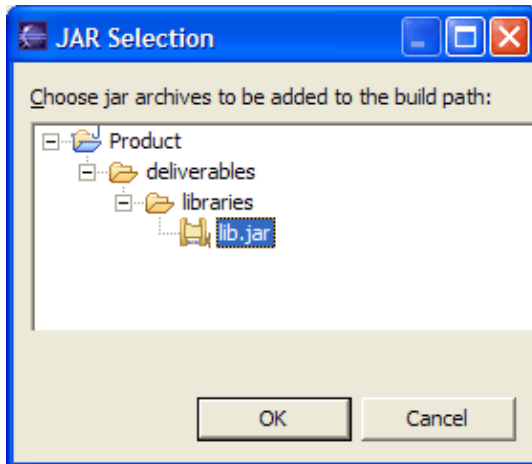 JAR Selection
Choose jar archives to be added to the build path:
Product
deliverables
libraries
lib.jar
OK
Cancel